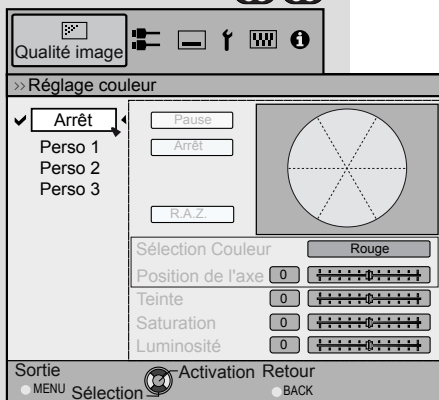 Qualité image
>>Réglage couleur
Arrêt
Perso 1
Perso 2
Perso 3
Pause
Arrêt
R.A.Z.
Sélection Couleur Rouge
Position de l'axe 0
Teinte 0
Saturation 0
Luminosité 0
Sortie Activation Retour
MENU Sélection BACK